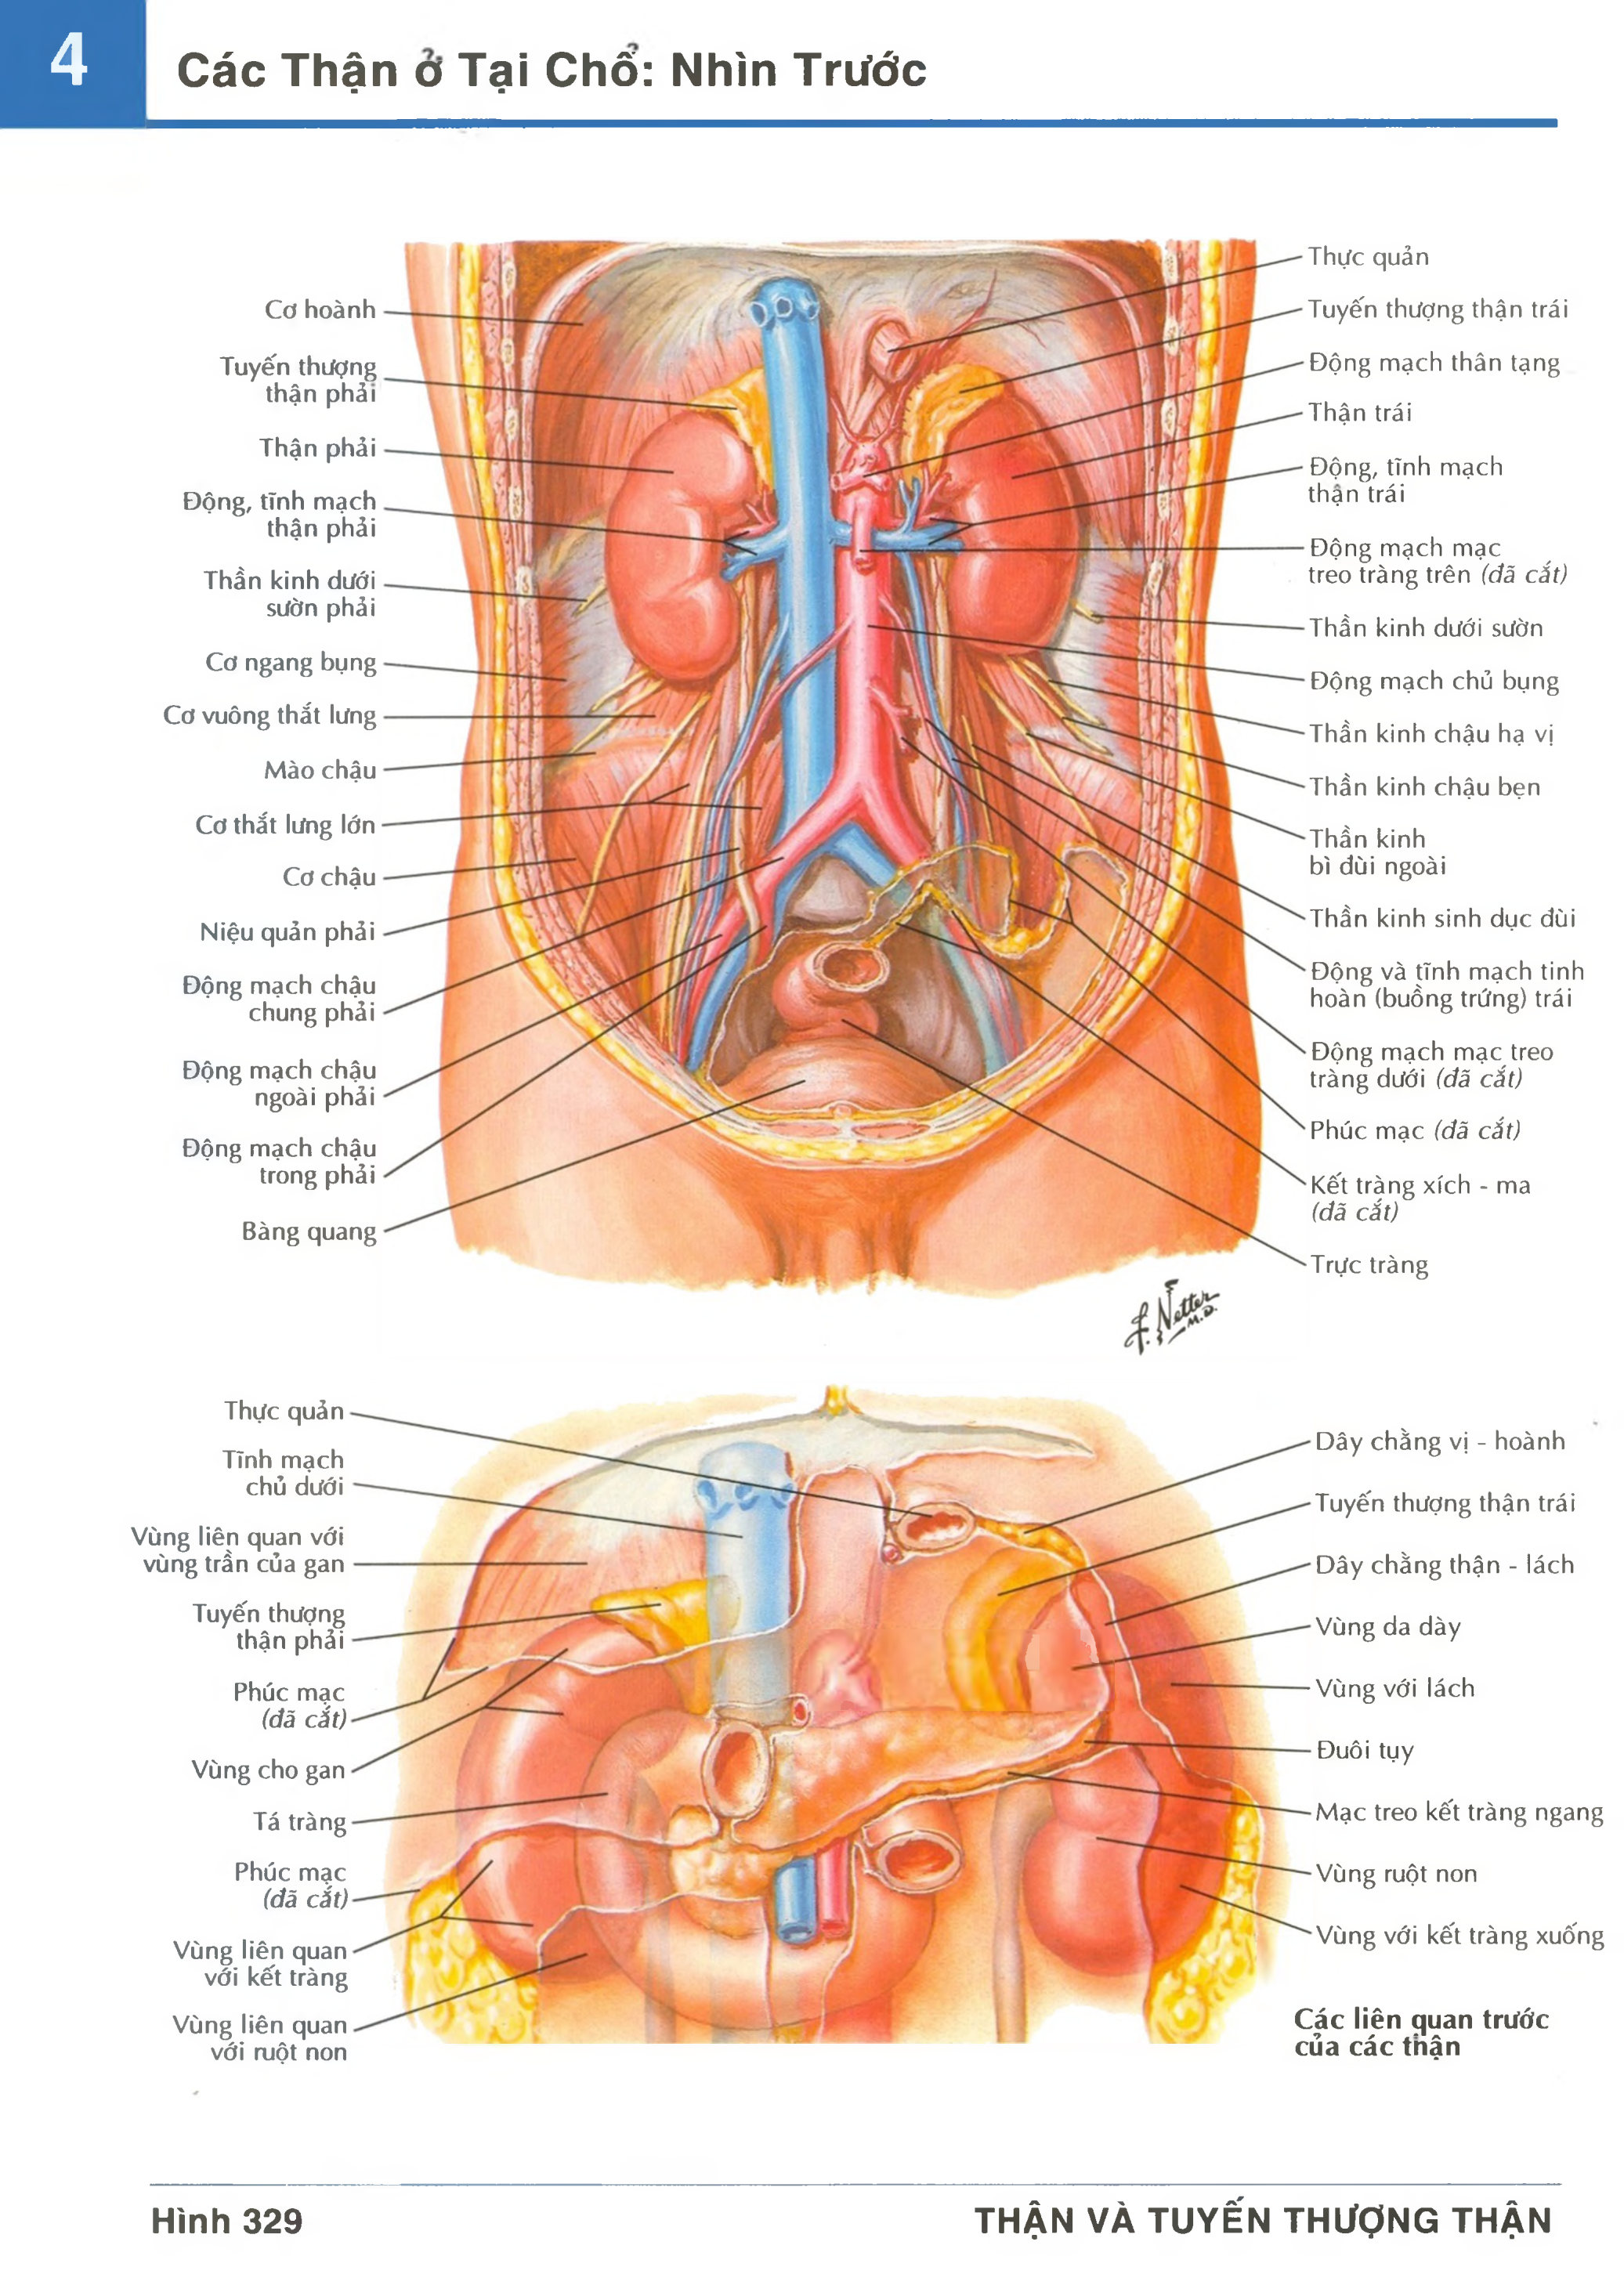 4
Các Thận ở Tại Chổ: Nhìn Trước
Cơ hoành
Tuyến thượng
thận phải
Thận phải
Động, tĩnh mạch
thận phải
Thần kinh dưới
sườn phải
Cơ ngang bụng
Cơ vuông thắt lưng
Mào chậu
Cơ thắt lưng lớn
Cơ chậu
Niệu quản phải
Động mạch chậu
chung phải
Động mạch chậu
ngoài phải
Động mạch chậu
trong phải
Bàng quang
Thực quản
Tuyến thượng thận trái
Động mạch thân tạng
Thận trái
Động, tĩnh mạch
thận trái
Động mạch mạc
treo tràng trên (đã cắt)
Thần kinh dưới sườn
Động mạch chủ bụng
Thần kinh chậu hạ vị
Thần kinh chậu bẹn
Thần kinh
bì đùi ngoài
Thần kinh sinh dục đùi
Động và tĩnh mạch tinh
hoàn (buồng trứng) trái
Động mạch mạc treo
tràng dưới (đã cắt)
Phúc mạc (đã cắt)
Kết tràng xích - ma
(đã cắt)
Trực tràng
F. Netter
M.D.
Thực quản
Tĩnh mạch
chủ dưới
Vùng liên quan với
vùng trần của gan
Tuyến thượng
thận phải
Phúc mạc
(đã cắt)
Vùng cho gan
Tá tràng
Phúc mạc
(đã cắt)
Vùng liên quan
với kết tràng
Vùng liên quan
với ruột non
Dây chằng vị - hoành
Tuyến thượng thận trái
Dây chằng thận - lách
Vùng da dày
Vùng với lách
Đuôi tụy
Mạc treo kết tràng ngang
Vùng ruột non
Vùng với kết tràng xuống
Các liên quan trước
của các thận
Hình 329
THẬN VÀ TUYẾN THƯỢNG THẬN